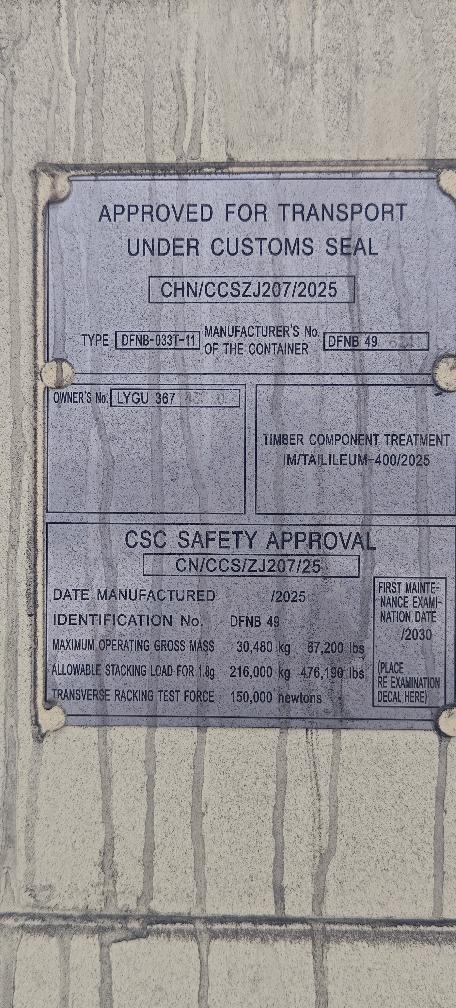 APPROVED FOR TRANSPORT
UNDER CUSTOMS SEAL
CHN/CCSZJ207/2025
TYPE DFNB-033T-11 MANUFACTURER'S No. OF THE CONTAINER DFNB 49
OWNER'S No. LYGU 367
TIMBER COMPONENT TREATMENT
IM/TAILILEUM-400/2025
CSC SAFETY APPROVAL
CN/CCS/ZJ207/25
DATE MANUFACTURED /2025
IDENTIFICATION No. DFNB 49
MAXIMUM OPERATING GROSS MASS 30,480 kg 67,200 lbs
ALLOWABLE STACKING LOAD FOR 1.8g 216,000 kg 476,190 lbs
TRANSVERSE RACKING TEST FORCE 150,000 newtons
FIRST MAINTE-
NANCE EXAMI-
NATION DATE
/2030
(PLACE
RE EXAMINATION
DECAL HERE)